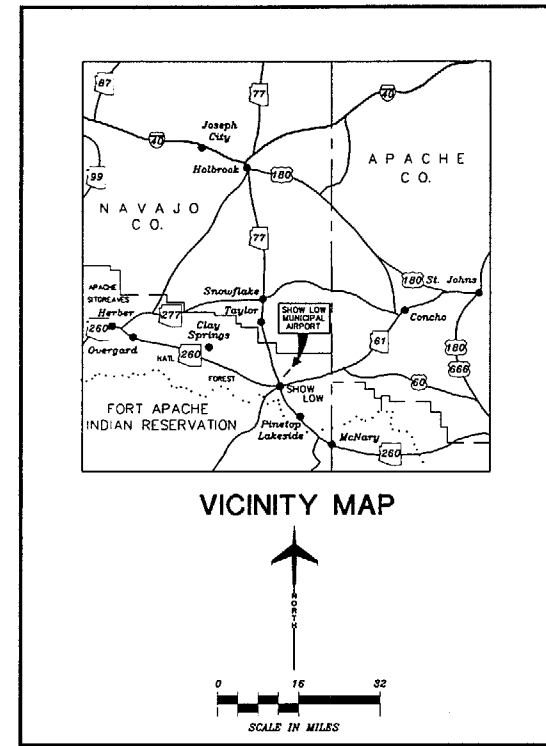 87
77
40
40
Joseph City
APACHE CO.
Holbrook
180
99
NAVAJO CO.
77
180
St. Johns
APACHE SITGREAVES
Snowflake
SHOW LOW MUNICIPAL AIRPORT
Herber
277
Taylor
Concho
260
Clay Springs
61
180
Overgard
NATL
260
666
FOREST
60
SHOW LOW
FORT APACHE INDIAN RESERVATION
Pinetop Lakeside
McNary
260
VICINITY MAP
NORTH
0 16 32
SCALE IN MILES